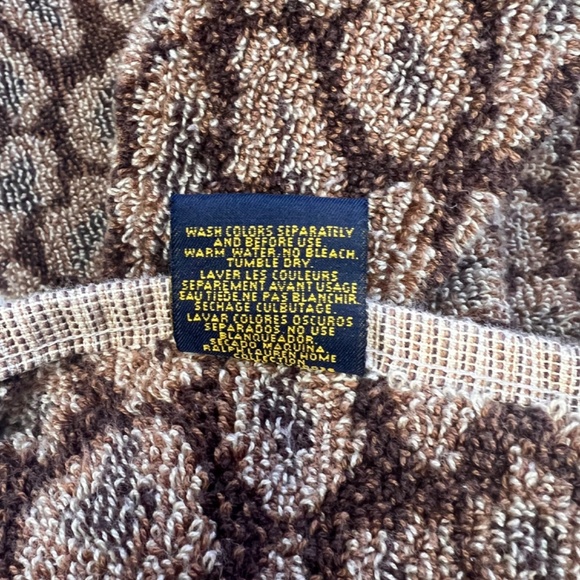 WASH COLORS SEPARATELY
AND BEFORE USE.
WARM WATER, NO BLEACH.
TUMBLE DRY.
LAVER LES COULEURS
SEPAREMENT AVANT USAGE
EAU TIEDE, NE PAS BLANCHIR.
SECHAGE CULBUTAGE.
LAVAR COLORES OSCUROS
SEPARADOS, NO USE
BLANQUEADOR.
SECADO MAQUINA
RALPH LAUREN HOME
COLLECTION